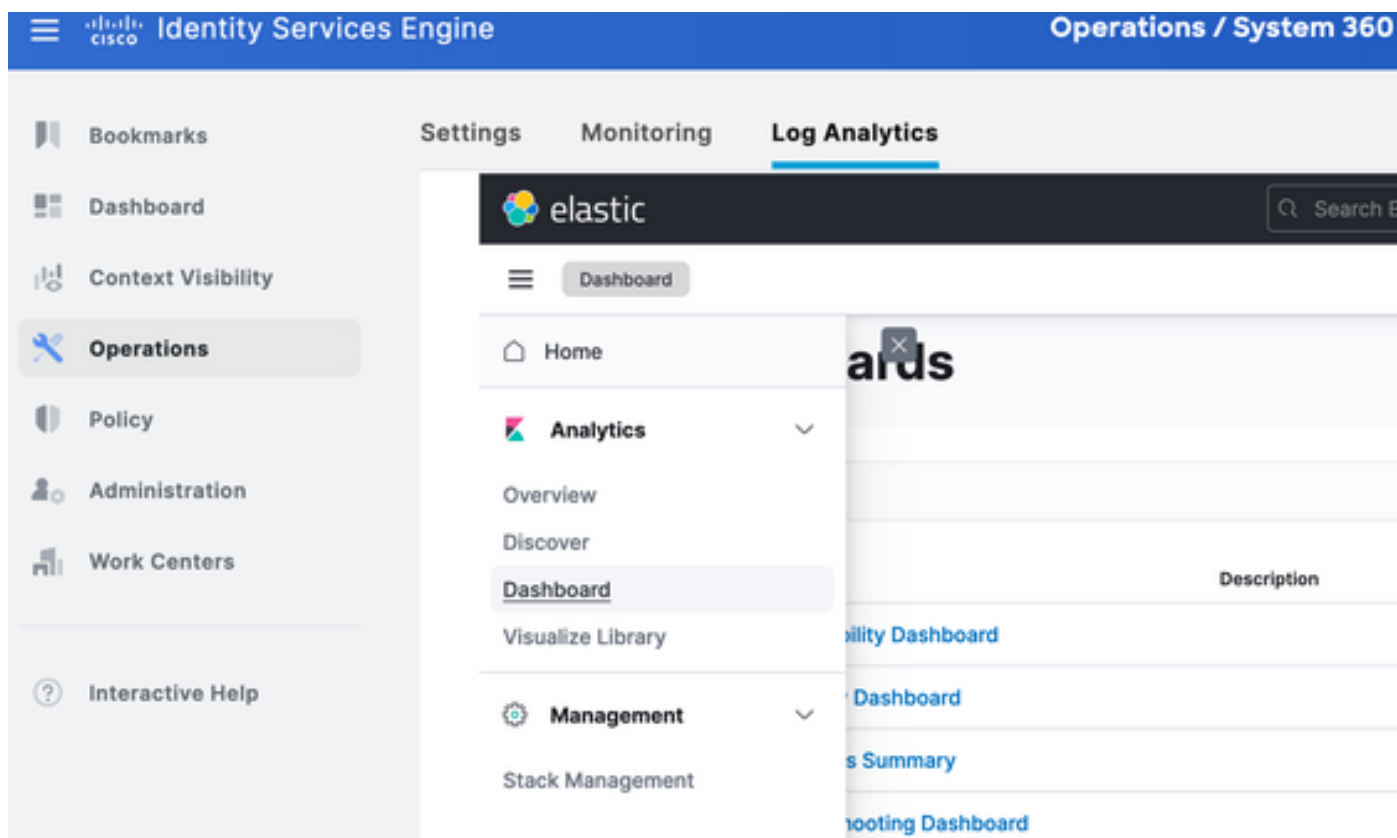 cisco Identity Services Engine
Operations / System 360
Bookmarks
Dashboard
Context Visibility
Operations
Policy
Administration
Work Centers
Interactive Help
Settings Monitoring Log Analytics
elastic
Search
Dashboard
Home
Analytics
Overview
Discover
Dashboard
Visualize Library
Management
Stack Management
ards
Description
bility Dashboard
Dashboard
s Summary
hooting Dashboard